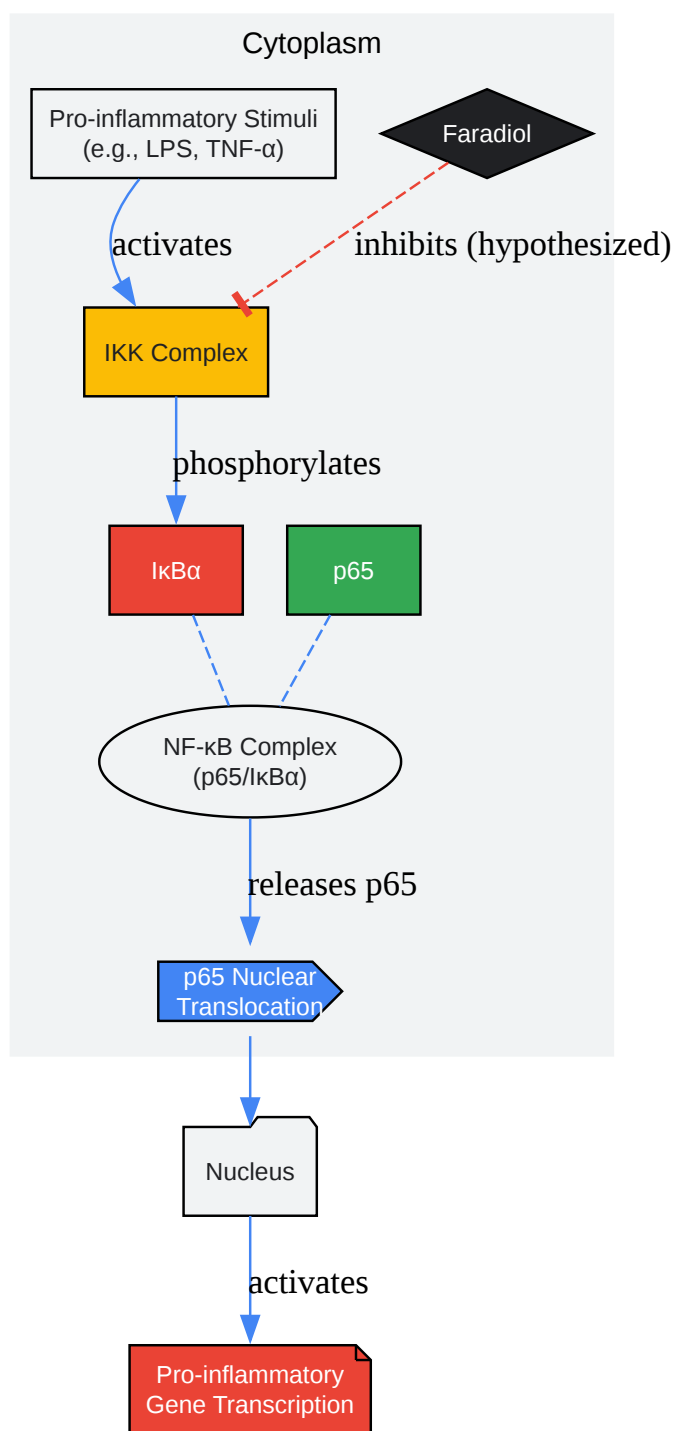 Cytoplasm
Pro-inflammatory Stimuli
(e.g., LPS, TNF-α)
Faradiol
activates
inhibits (hypothesized)
IKK Complex
phosphorylates
IκBα
p65
NF-κB Complex
(p65/IκBα)
releases p65
p65 Nuclear
Translocation
Nucleus
activates
Pro-inflammatory
Gene Transcription